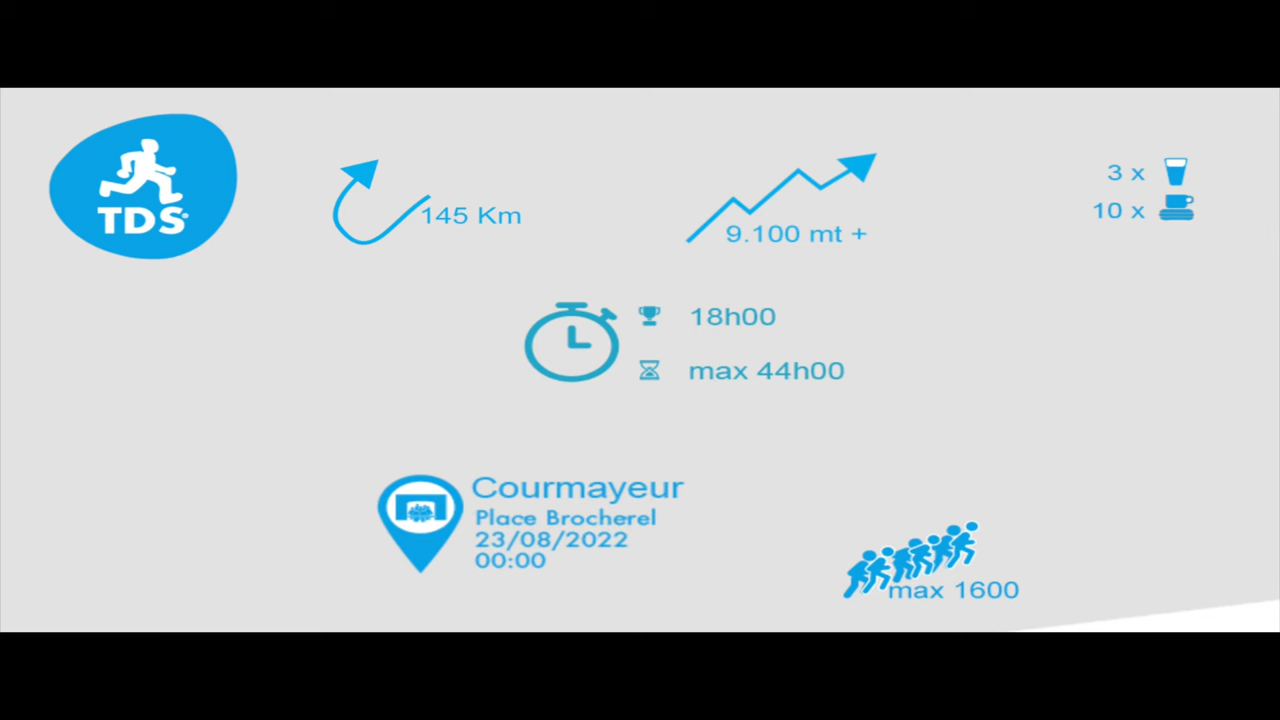 TDS®
145 Km
9.100 mt +
3 x
10 x
18h00
max 44h00
Courmayeur
Place Brocherel
23/08/2022
00:00
max 1600